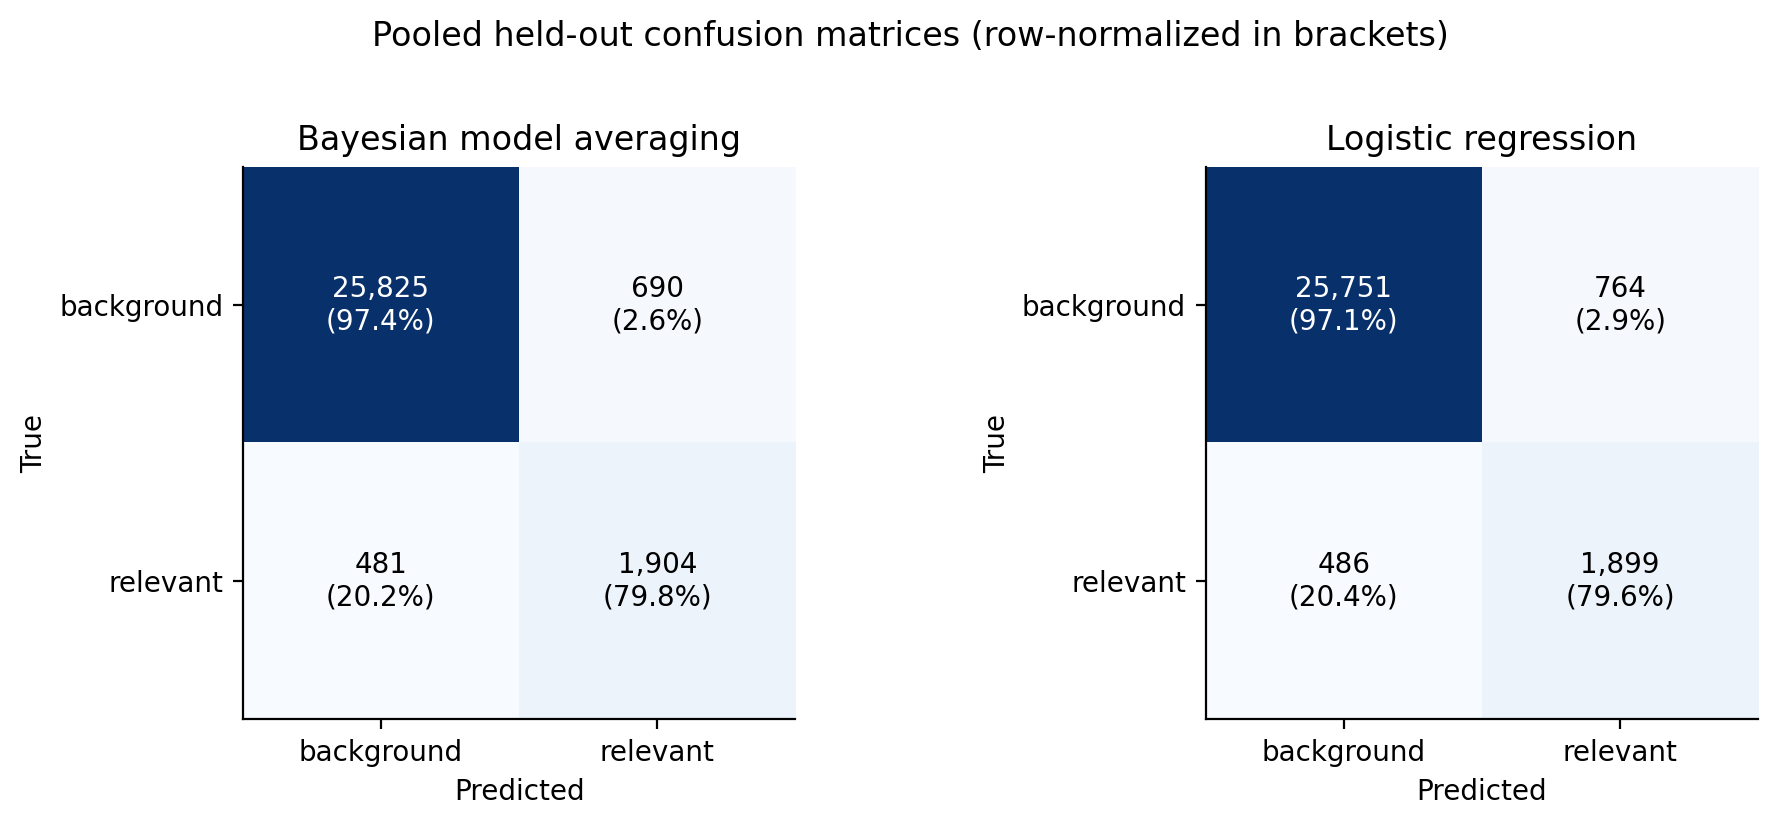 Pooled held-out confusion matrices (row-normalized in brackets)
Bayesian model averaging
True
background
25,825
(97.4%)
690
(2.6%)
relevant
481
(20.2%)
1,904
(79.8%)
background
relevant
Predicted
Logistic regression
True
background
25,751
(97.1%)
764
(2.9%)
relevant
486
(20.4%)
1,899
(79.6%)
background
relevant
Predicted